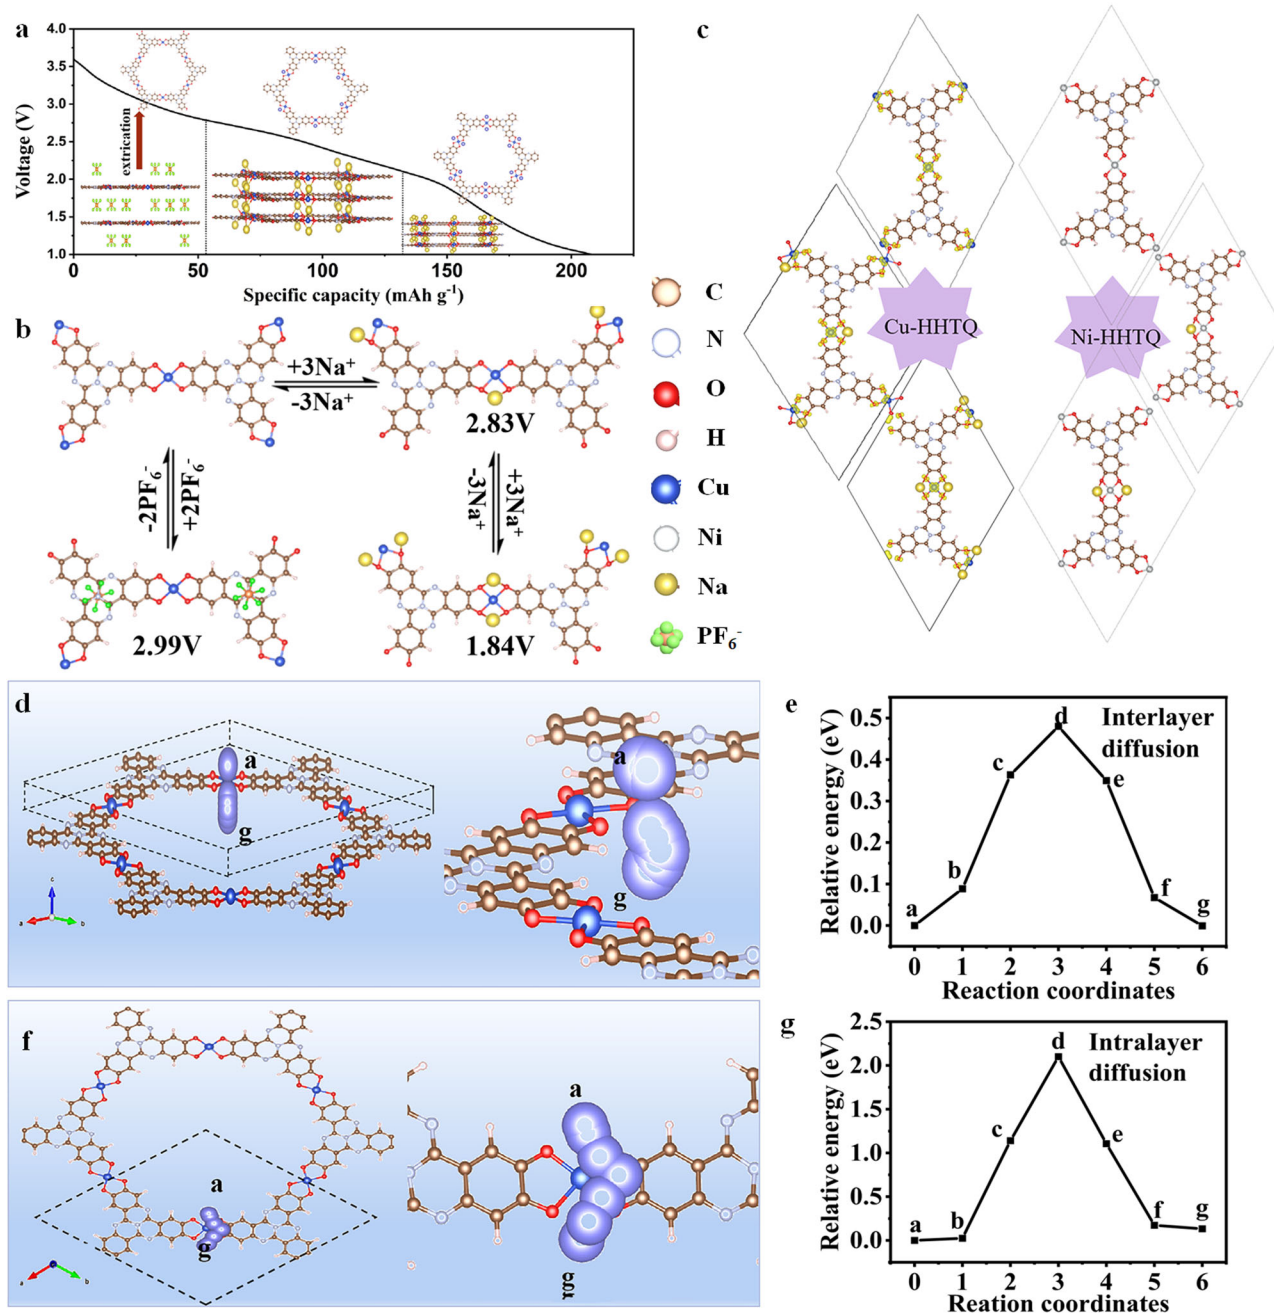 a
4.0
3.5
3.0
2.5
2.0
1.5
1.0
Voltage (V)
extrication
0
50
100
150
200
Specific capacity (mAh g⁻¹)
b
+3Na⁺
-3Na⁺
2.83V
-2PF₆⁻
+2PF₆⁻
+3Na⁺
-3Na⁺
2.99V
1.84V
C
N
O
H
Cu
Ni
Na
PF₆⁻
c
Cu-HHTQ
Ni-HHTQ
d
a
g
c
a
b
a
g
e
Interlayer
diffusion
0.5
0.4
0.3
0.2
0.1
0.0
Relative energy (eV)
a
b
c
d
e
f
g
0 1 2 3 4 5 6
Reaction coordinates
f
a
g
a
b
a
g
Intralayer
diffusion
2.5
2.0
1.5
1.0
0.5
0.0
Relative energy (eV)
a
b
c
d
e
f
g
0 1 2 3 4 5 6
Reation coordinates